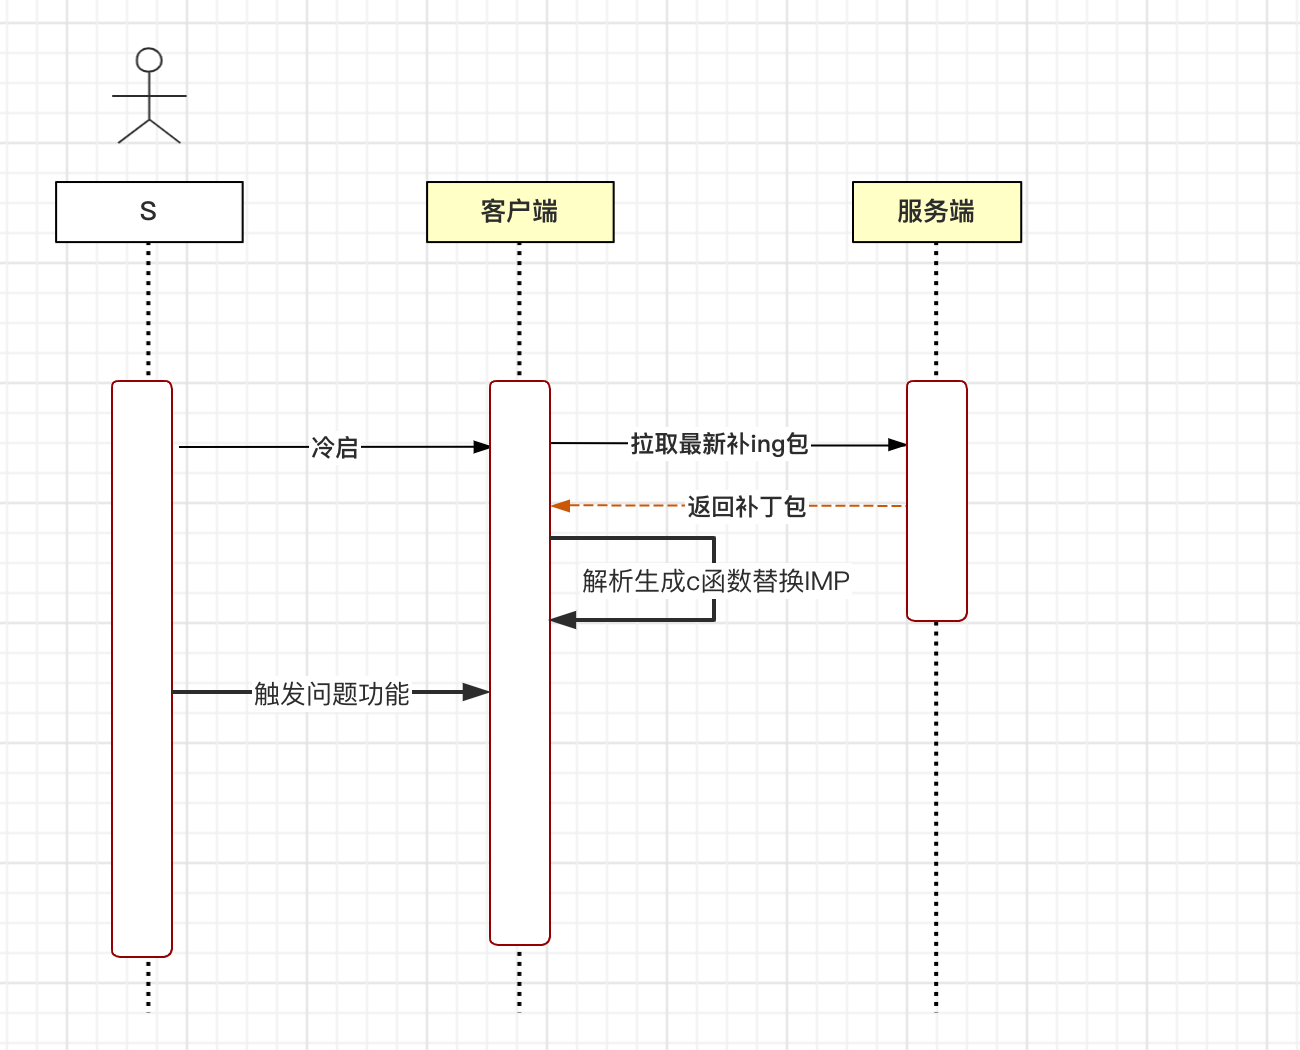 S
客户端
服务端
冷启
拉取最新补ing包
返回补丁包
解析生成c函数替换IMP
触发问题功能